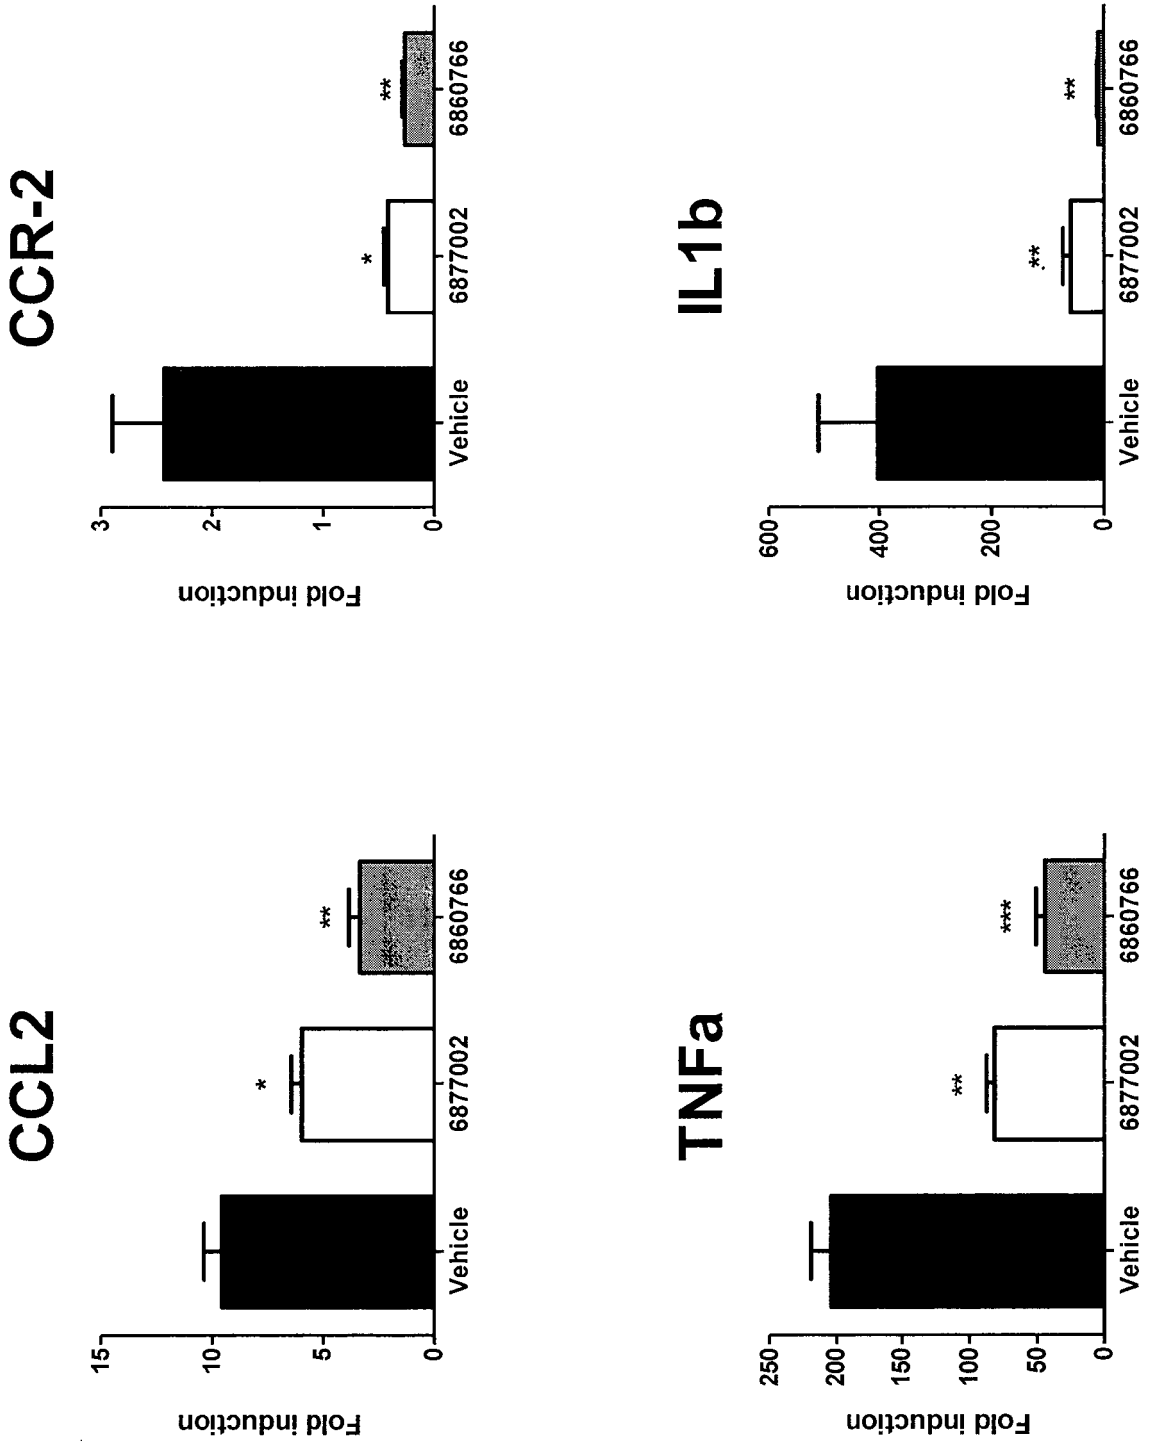 CCL2
Fold induction
15
10
5
0
*
**
Vehicle
6877002
6860766
CCR-2
Fold induction
3
2
1
0
*
**
Vehicle
6877002
6860766
TNFa
Fold induction
250
200
150
100
50
0
**
***
Vehicle
6877002
6860766
IL1b
Fold induction
600
400
200
0
**
**
Vehicle
6877002
6860766